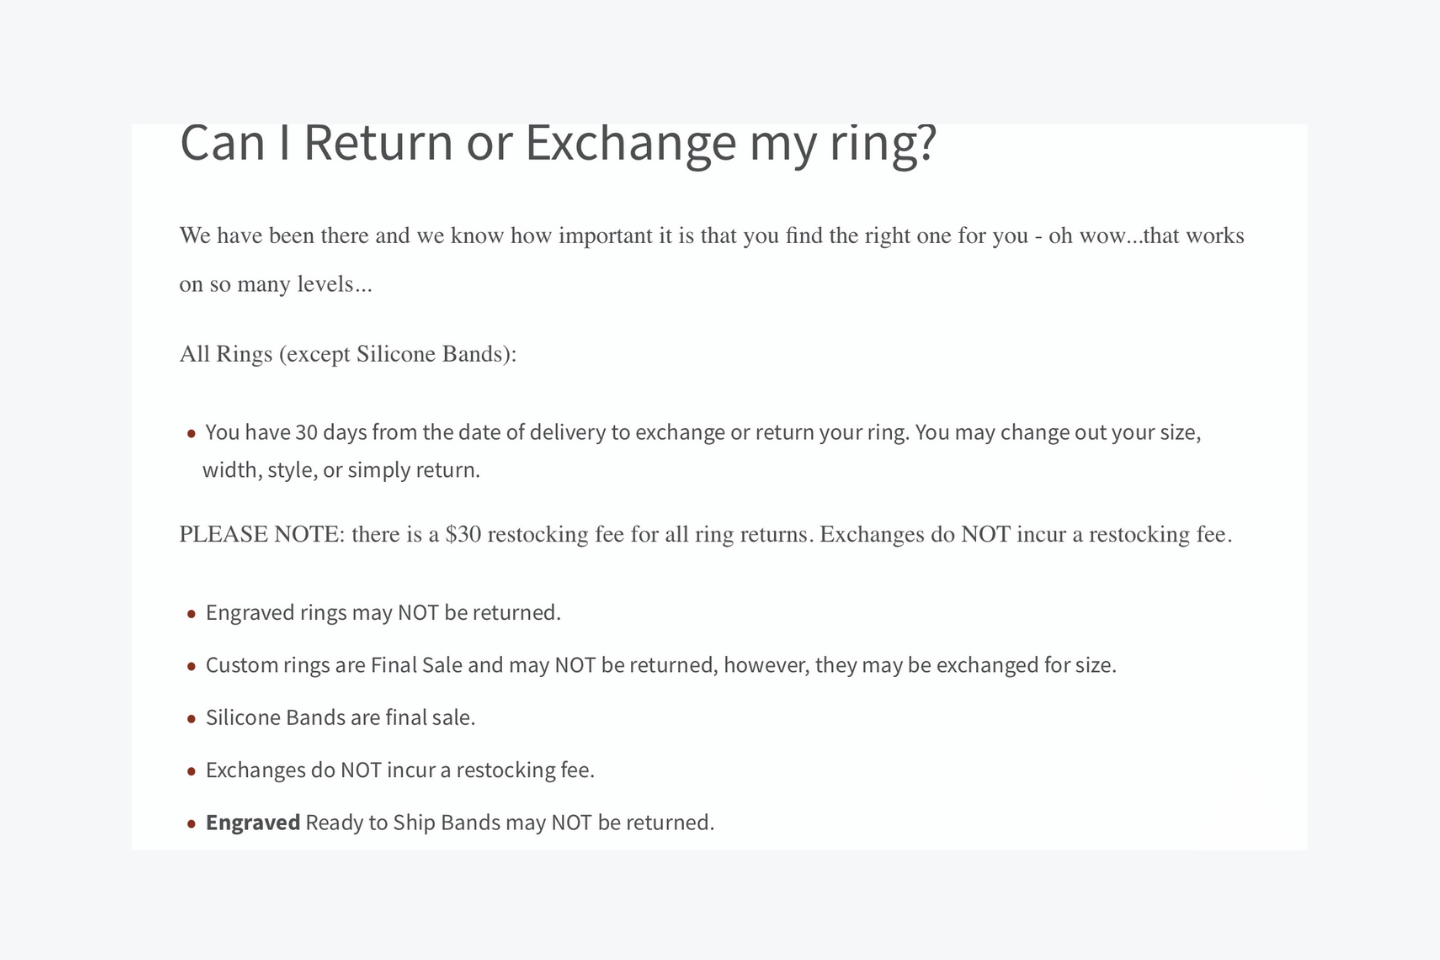 Can I Return or Exchange my ring?
We have been there and we know how important it is that you find the right one for you - oh wow...that works
on so many levels...
All Rings (except Silicone Bands):
• You have 30 days from the date of delivery to exchange or return your ring. You may change out your size,
width, style, or simply return.
PLEASE NOTE: there is a $30 restocking fee for all ring returns. Exchanges do NOT incur a restocking fee.
• Engraved rings may NOT be returned.
• Custom rings are Final Sale and may NOT be returned, however, they may be exchanged for size.
• Silicone Bands are final sale.
• Exchanges do NOT incur a restocking fee.
• Engraved Ready to Ship Bands may NOT be returned.